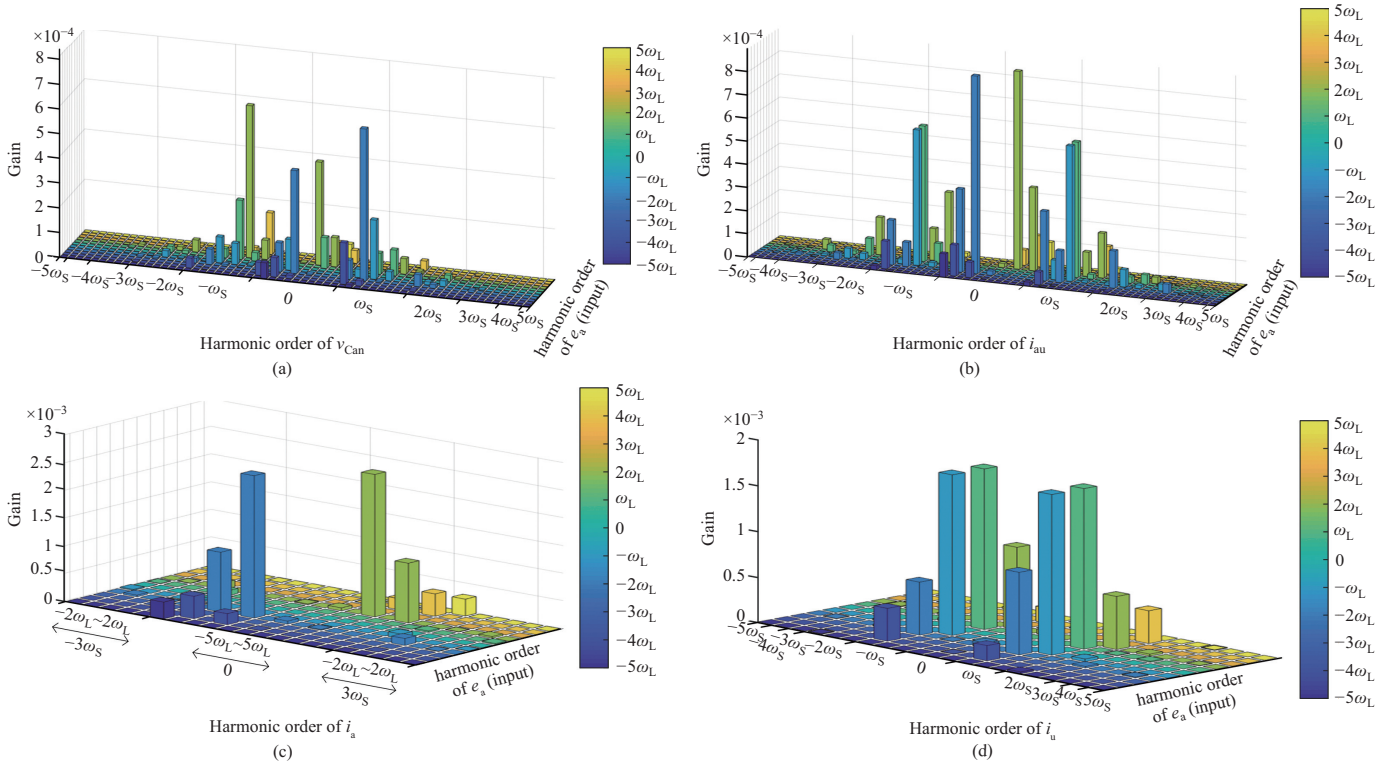 ×10⁻⁴
8
7
6
5
4
3
2
1
0
Gain
−5ωS
−4ωS
−3ωS
−2ωS
−ωS
0
ωS
2ωS
3ωS
4ωS
5ωS
Harmonic order of vCan
harmonic order
of ea (input)
5ωL
4ωL
3ωL
2ωL
ωL
0
−ωL
−2ωL
−3ωL
−4ωL
−5ωL
(a)
×10⁻⁴
8
7
6
5
4
3
2
1
0
Gain
−5ωS
−4ωS
−3ωS
−2ωS
−ωS
0
ωS
2ωS
3ωS
4ωS
5ωS
Harmonic order of iau
harmonic order
of ea (input)
5ωL
4ωL
3ωL
2ωL
ωL
0
−ωL
−2ωL
−3ωL
−4ωL
−5ωL
(b)
×10⁻³
3
2.5
2
1.5
1
0.5
0
Gain
−2ωL~2ωL
−3ωS
−5ωL~5ωL
0
−2ωL~2ωL
3ωS
Harmonic order of ia
harmonic order
of ea (input)
5ωL
4ωL
3ωL
2ωL
ωL
0
−ωL
−2ωL
−3ωL
−4ωL
−5ωL
(c)
×10⁻³
2
1.5
1
0.5
0
Gain
−5ωS
−4ωS
−3ωS
−2ωS
−ωS
0
ωS
2ωS
3ωS
4ωS
5ωS
Harmonic order of iu
harmonic order
of ea (input)
5ωL
4ωL
3ωL
2ωL
ωL
0
−ωL
−2ωL
−3ωL
−4ωL
−5ωL
(d)